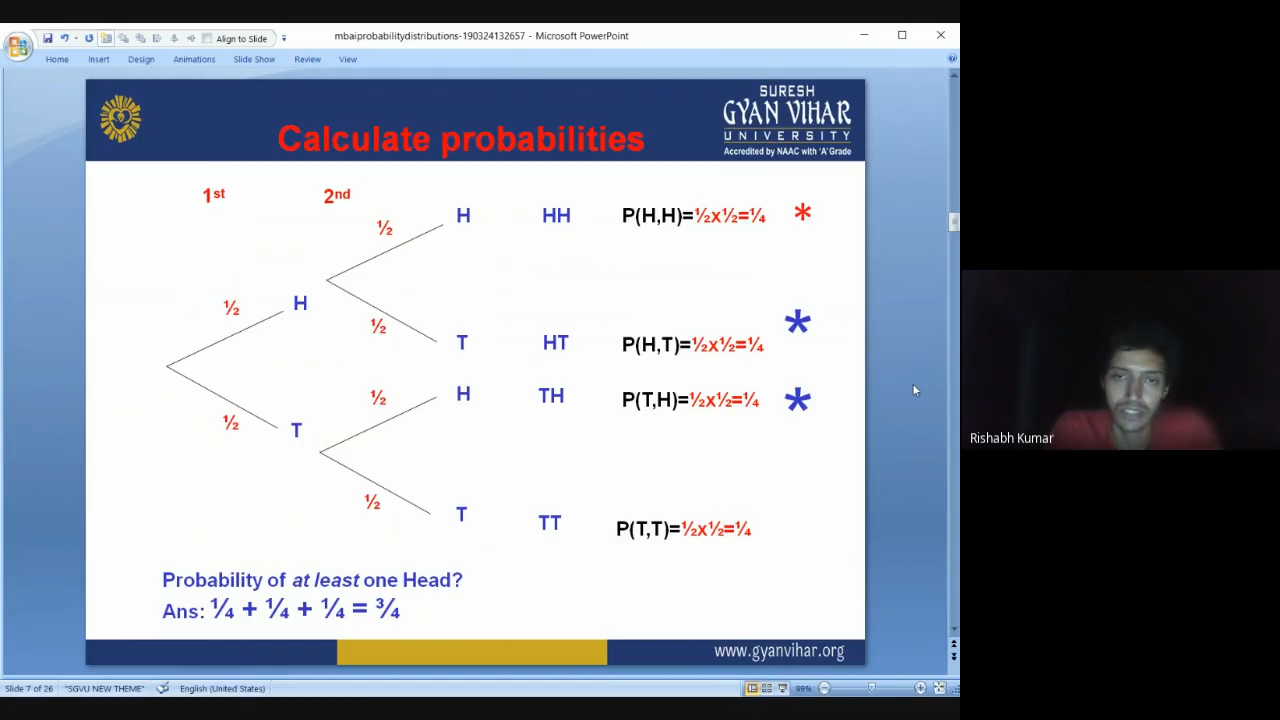 Align to Slide
mbaiprobabilitydistributions-190324132657 - Microsoft PowerPoint
Home Insert Design Animations Slide Show Review View
SURESH
GYAN VIHAR
UNIVERSITY
Accredited by NAAC with 'A' Grade
Calculate probabilities
1st 2nd
½ H HH P(H,H)=½x½=¼ *
½ H
½ T HT P(H,T)=½x½=¼ *
½ H TH P(T,H)=½x½=¼ *
½ T
½ T TT P(T,T)=½x½=¼
Probability of at least one Head?
Ans: ¼ + ¼ + ¼ = ¾
www.gyanvihar.org
Rishabh Kumar
Slide 7 of 26 "SGVU NEW THEME" English (United States) 99%